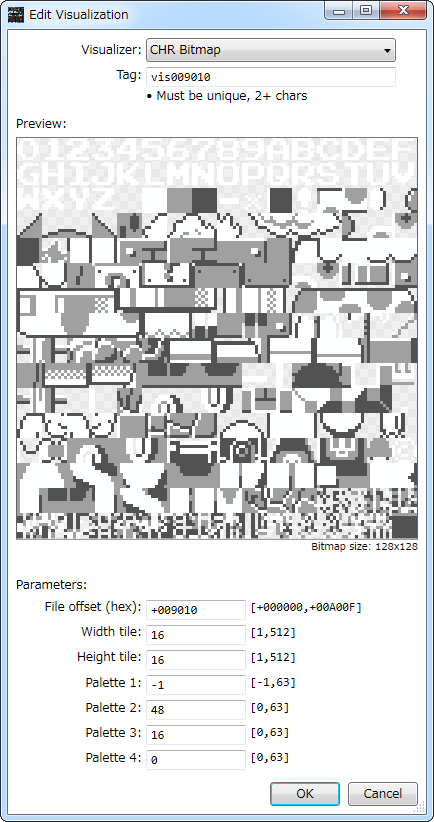 Edit Visualization
Visualizer: CHR Bitmap
Tag: vis009010
• Must be unique, 2+ chars
Preview:
0123456789ABCDEF
GHIJKLMNOPQRSTUV
WXYZ
Bitmap size: 128x128
Parameters:
File offset (hex): +009010 [+000000,+00A00F]
Width tile: 16 [1,512]
Height tile: 16 [1,512]
Palette 1: -1 [-1,63]
Palette 2: 48 [0,63]
Palette 3: 16 [0,63]
Palette 4: 0 [0,63]
OK Cancel